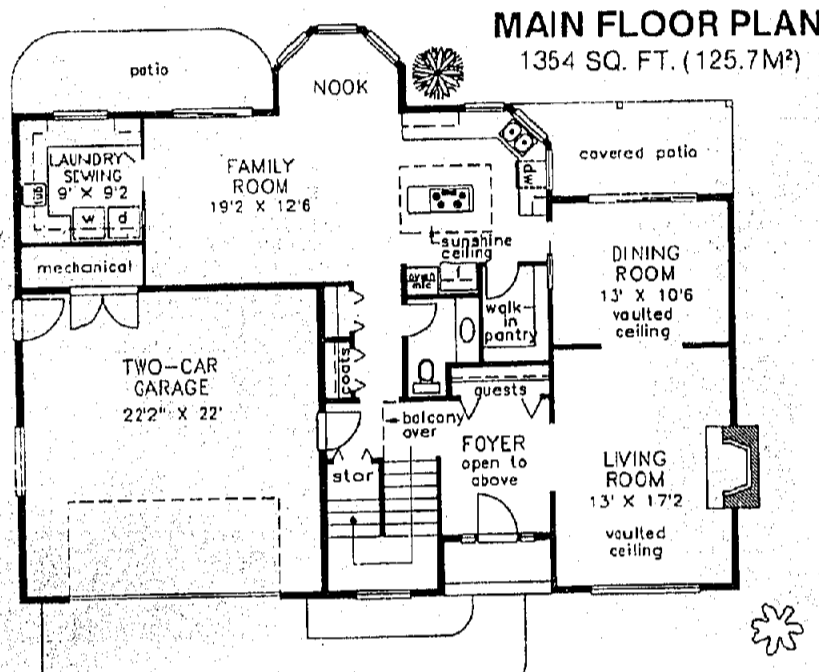 MAIN FLOOR PLAN
1354 SQ. FT. (125.7M²)
patio
NOOK
LAUNDRY
SEWING
9' X 9'2
tub
w
d
FAMILY
ROOM
19'2 X 12'6
dw
covered patio
sunshine
ceiling
mechanical
oven
mic
f
walk-
in
pantry
DINING
ROOM
13' X 10'6
vaulted
ceiling
TWO-CAR
GARAGE
22'2" X 22'
coats
guests
balcony
over
FOYER
open to
above
stor
LIVING
ROOM
13' X 17'2
vaulted
ceiling